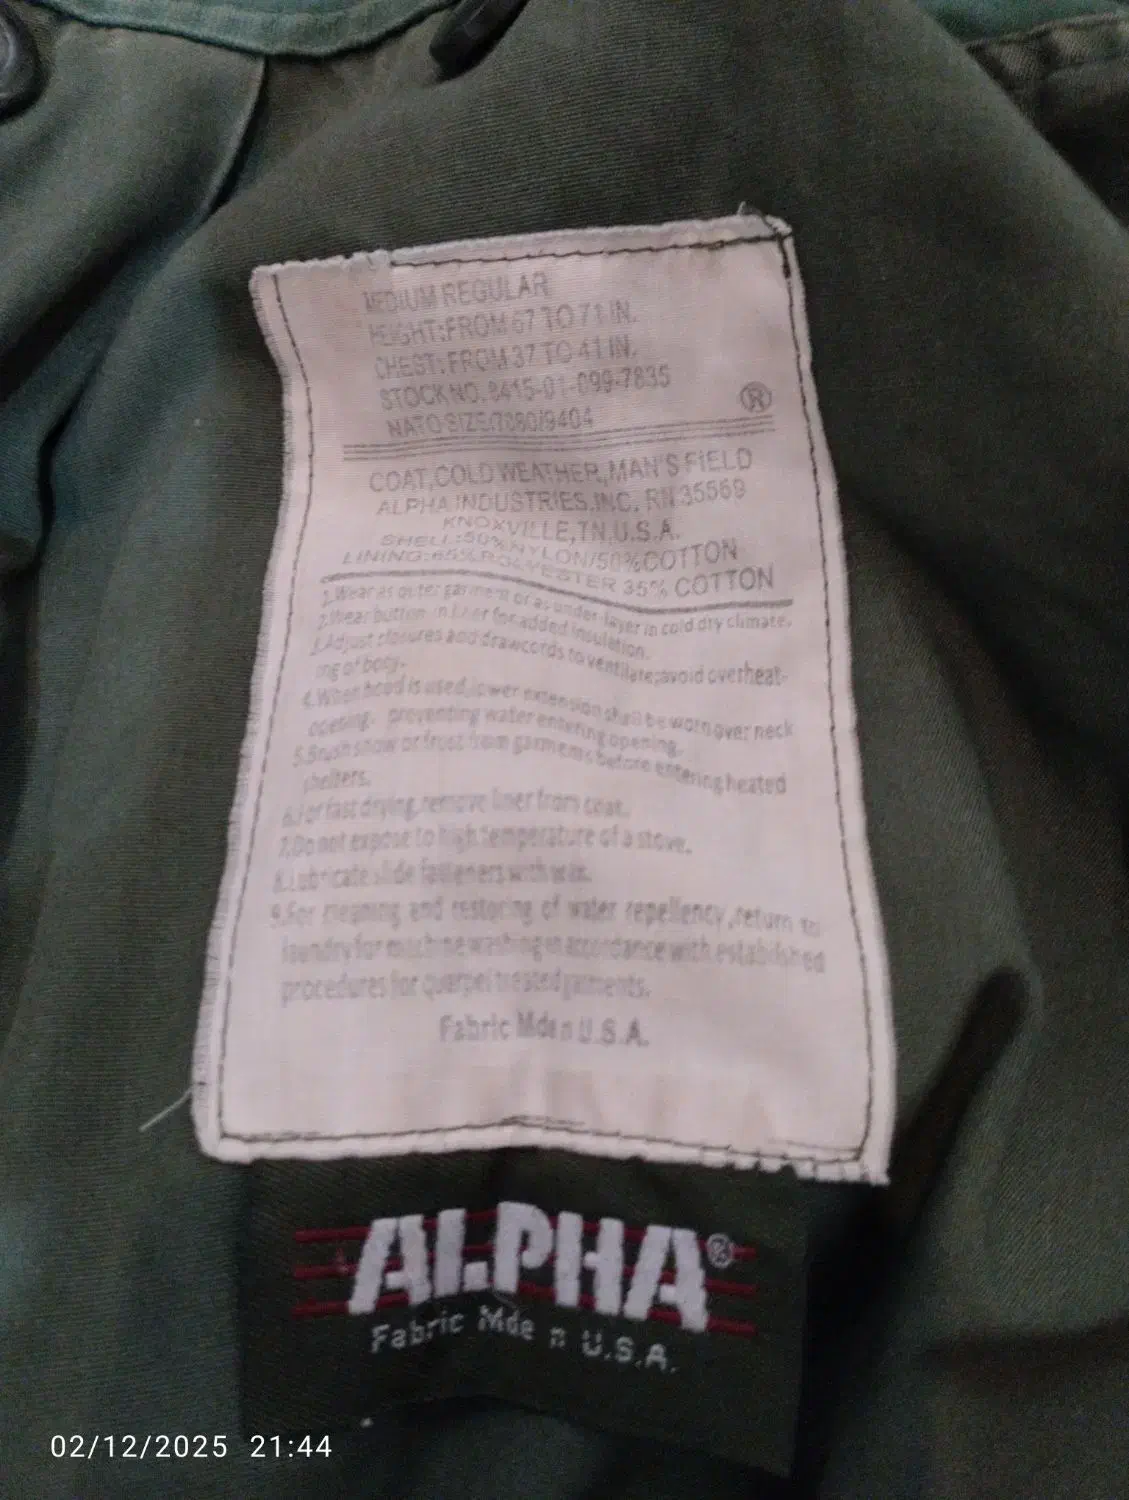 MEDIUM REGULAR
HEIGHT:FROM 67 TO 71 IN.
CHEST:FROM 37 TO 41 IN.
STOCK NO. 8415-01-099-7835
NATO SIZE/7880/9404
®
COAT,COLD WEATHER,MAN'S FIELD
ALPHA INDUSTRIES.INC. RN 35569
KNOXVILLE,TN,U.S.A.
SHELL:50%NYLON/50%COTTON
LINING:65%POLYESTER 35% COTTON
1.Wear as outer garment or as under layer in cold dry climate.
2.Wear button in liner for added insulation.
3.Adjust closures and drawcords to ventilate;avoid overheat-
ing of body.
4.When hood is used,lower extension shall be worn over neck
opening. preventing water entering opening.
5.Brush snow or frost from garments before entering heated
shelters.
6.For fast drying,remove liner from coat.
7.Do not expose to high temperature of a stove.
8.Lubricate slide fasteners with wax.
9.For cleaning and restoring of water repellency,return to
laundry for machine washing in accordance with established
procedures for quarpel treated garments.
Fabric Mde n U.S.A.
ALPHA®
Fabric Mde n U.S.A.
02/12/2025 21:44